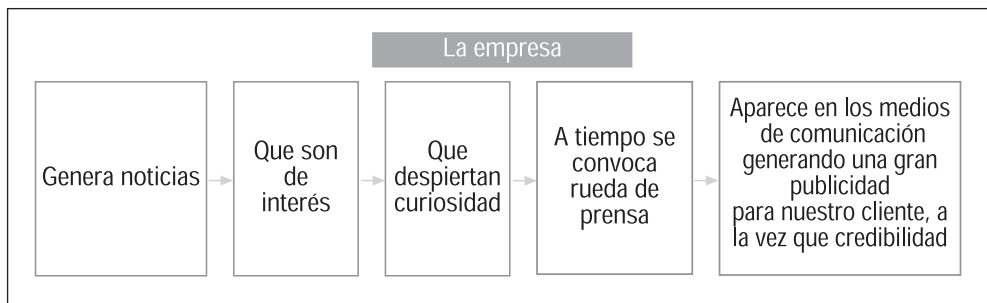 La empresa
Genera noticias
Que son
de
interés
Que
despiertan
curiosidad
A tiempo se
convoca
rueda de
prensa
Aparece en los medios
de comunicación
generando una gran
publicidad
para nuestro cliente, a
la vez que credibilidad